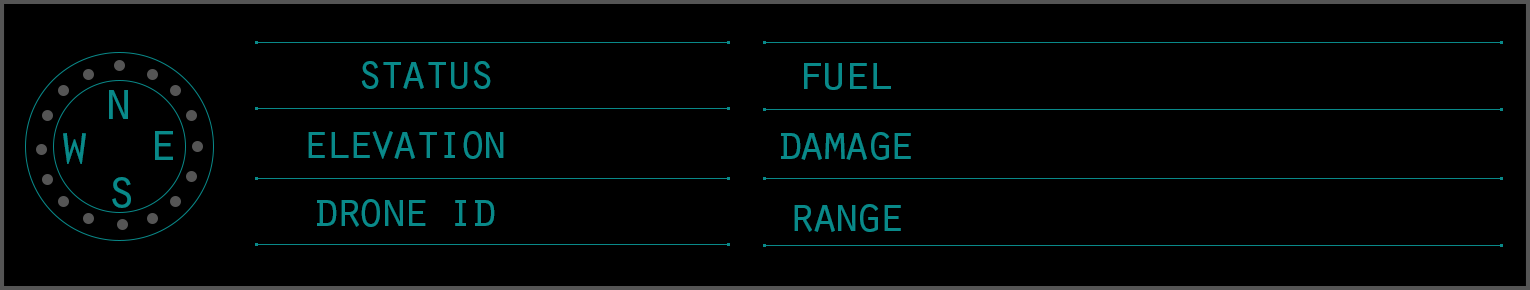 N
W E
S
STATUS
ELEVATION
DRONE ID
FUEL
DAMAGE
RANGE